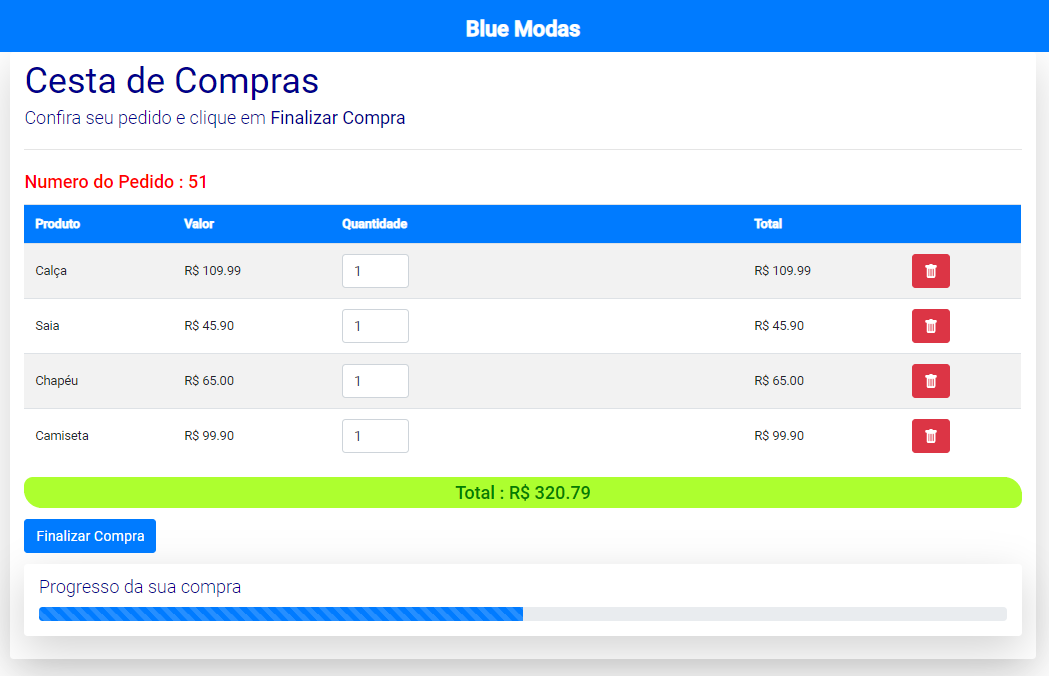 Blue Modas
Cesta de Compras
Confira seu pedido e clique em Finalizar Compra
Numero do Pedido : 51
Produto Valor Quantidade Total
Calça R$ 109.99 1 R$ 109.99
Saia R$ 45.90 1 R$ 45.90
Chapéu R$ 65.00 1 R$ 65.00
Camiseta R$ 99.90 1 R$ 99.90
Total : R$ 320.79
Finalizar Compra
Progresso da sua compra